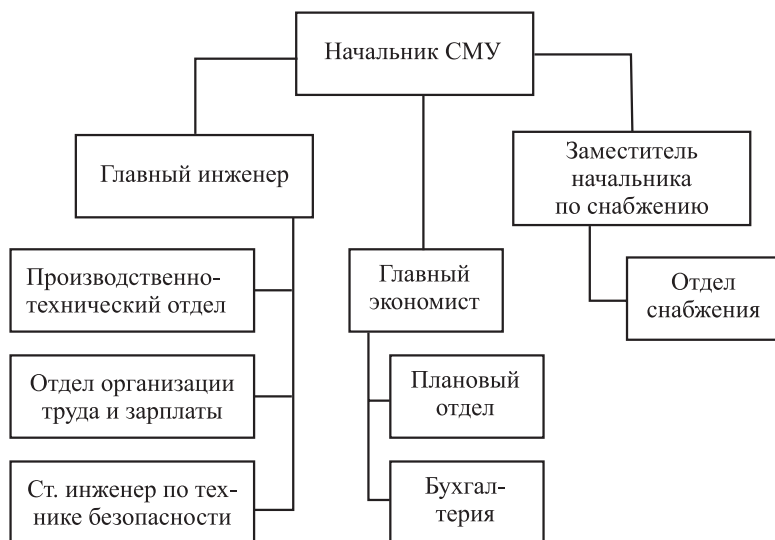 Начальник СМУ
Главный инженер
Заместитель
начальника
по снабжению
Производственно-
технический отдел
Главный
экономист
Отдел
снабжения
Отдел организации
труда и зарплаты
Плановый
отдел
Ст. инженер по тех-
нике безопасности
Бухгал-
терия